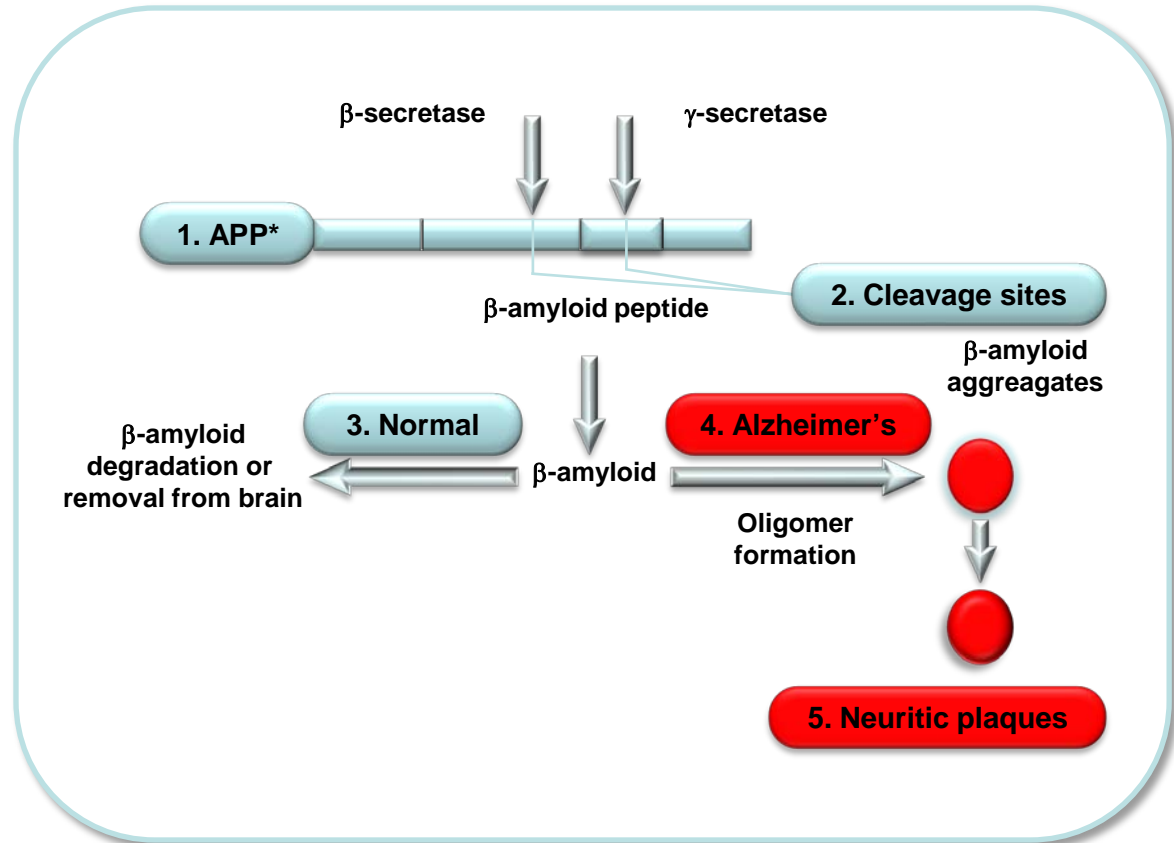 β-secretase
γ-secretase
1. APP*
2. Cleavage sites
β-amyloid peptide
β-amyloid
aggreagates
3. Normal
4. Alzheimer's
β-amyloid
degradation or
removal from brain
β-amyloid
Oligomer
formation
5. Neuritic plaques